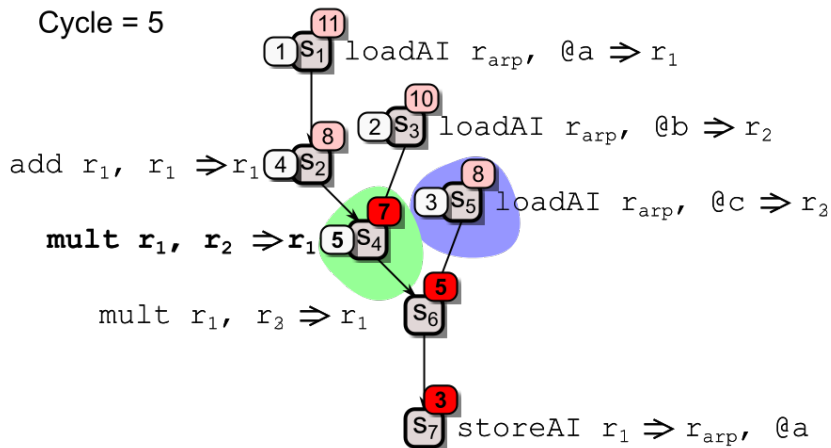 Cycle = 5
11
1 S1 loadAI rarp, @a ⇒ r1
10
2 S3 loadAI rarp, @b ⇒ r2
8
add r1, r1 ⇒ r1 4 S2
8
3 S5 loadAI rarp, @c ⇒ r3
7
mult r1, r2 ⇒ r1 5 S4
5
mult r1, r3 ⇒ r1 S6
3
S7 storeAI r1 ⇒ rarp, @a